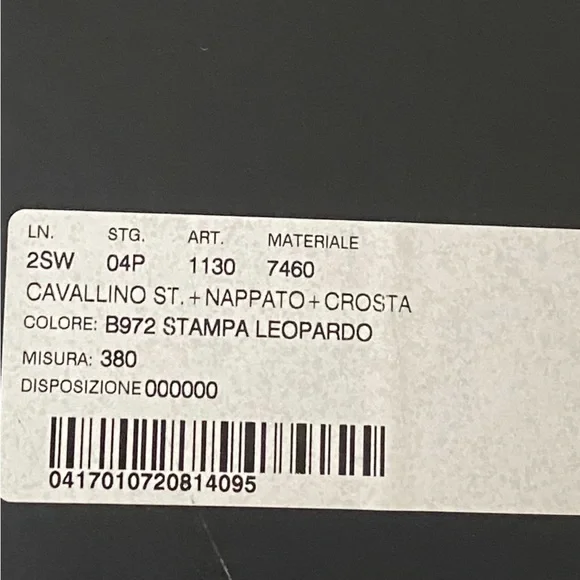 LN. STG. ART. MATERIALE
2SW 04P 1130 7460
CAVALLINO ST.+NAPPATO+CROSTA
COLORE: B972 STAMPA LEOPARDO
MISURA: 380
DISPOSIZIONE 000000
0417010720814095